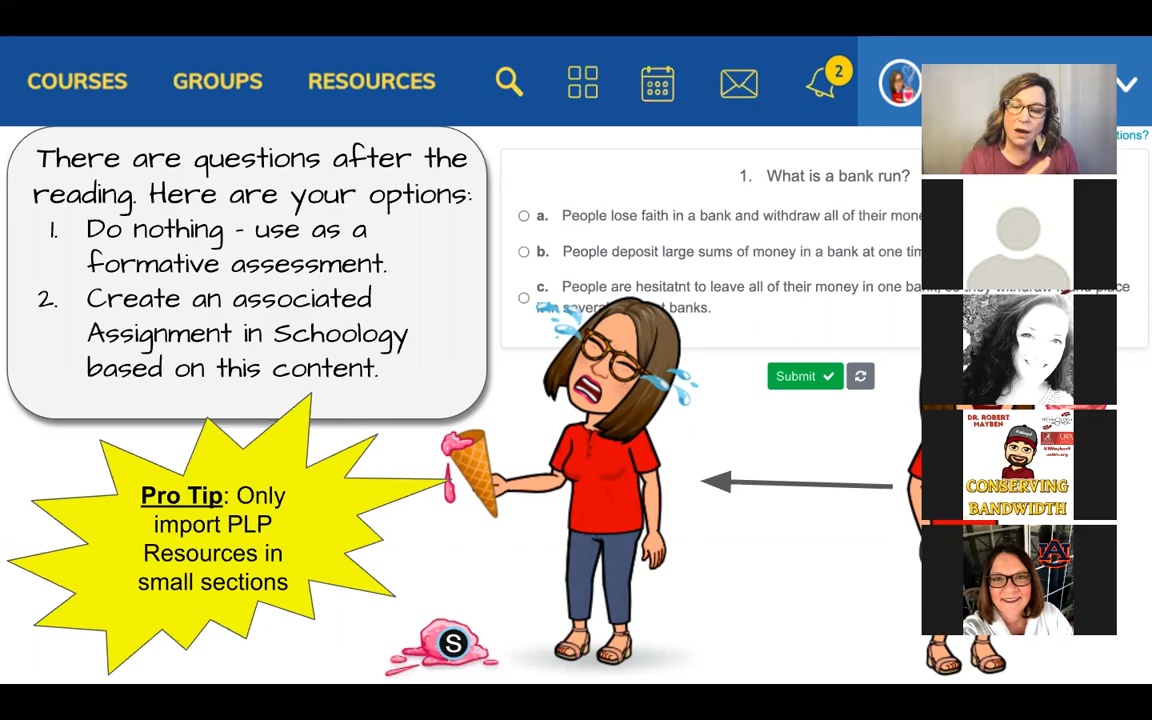 COURSES GROUPS RESOURCES 2
tions?
There are questions after the
reading. Here are your options:
1. Do nothing - use as a
formative assessment.
2. Create an associated
Assignment in Schoology
based on this content.
1. What is a bank run?
a. People lose faith in a bank and withdraw all of their mone
b. People deposit large sums of money in a bank at one tim
c. People are hesitatnt to leave all of their money in one
banks.
Submit
Pro Tip: Only
import PLP
Resources in
small sections
S
DR. ROBERT
MAYBEN
CONSERVING
BANDWIDTH